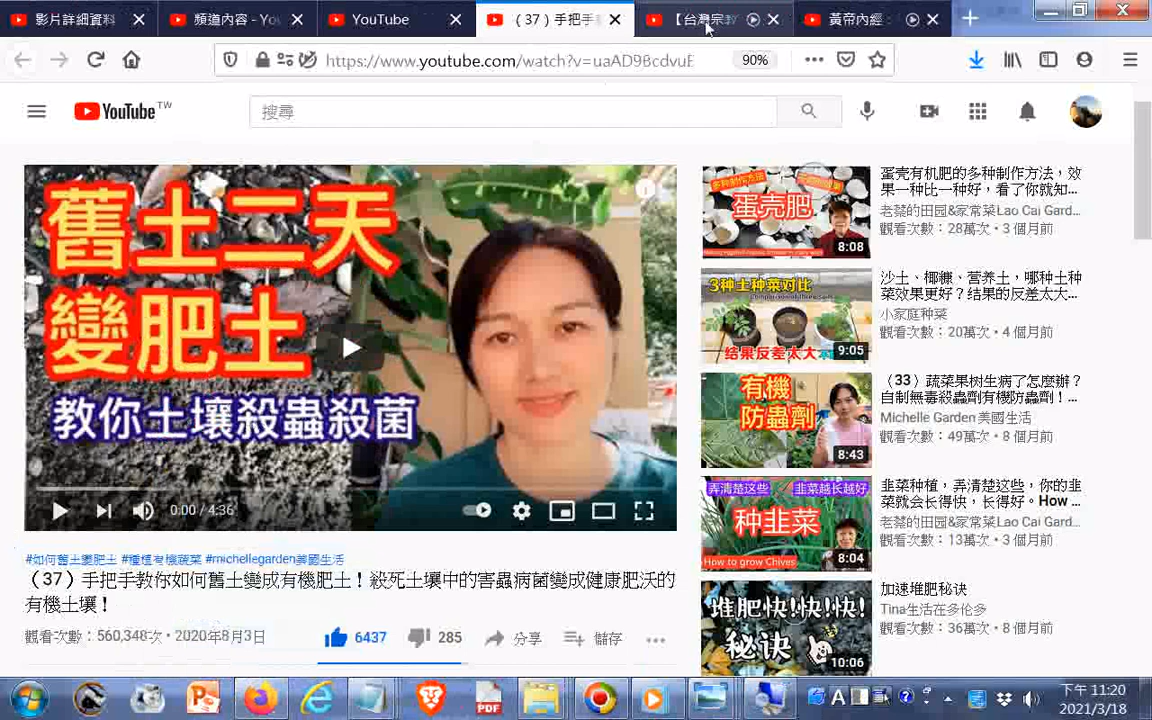 影片詳細資料
頻道內容 - Yo
YouTube
（37）手把手
【台灣宗教
黃帝內經
https://www.youtube.com/watch?v=uaAD9BcdvuE
90%
YouTube TW
搜尋
舊土二天
變肥土
教你土壤殺蟲殺菌
0:00 / 4:36
#如何舊土變肥土 #種植有機蔬菜 #michellegarden美國生活
（37）手把手教你如何舊土變成有機肥土！殺死土壤中的害蟲病菌變成健康肥沃的
有機土壤！
觀看次數：560,348次 • 2020年8月3日
6437
285
分享
儲存
蛋壳肥
8:08
蛋壳有机肥的多种制作方法，效
果一种比一种好，看了你就知...
老农的田园&家常菜Lao Cai Gard...
觀看次數：28萬次 • 3 個月前
3种土种菜对比
结果反差太大
9:05
沙土、椰糠、营养土，哪种土种
菜效果更好？结果的反差太大...
小家庭种菜
觀看次數：20萬次 • 4 個月前
有機
防蟲劑
8:43
（33）蔬菜果树生病了怎麼辦？
自制無毒殺蟲劑有機防蟲劑！...
Michelle Garden 美國生活
觀看次數：49萬次 • 8 個月前
弄清楚这些 韭菜越长越好
种韭菜
How to grow Chives
8:04
韭菜种植，弄清楚这些，你的韭
菜就会长得快，长得好。How ...
老农的田园&家常菜Lao Cai Gard...
觀看次數：13萬次 • 3 個月前
堆肥快!快!快!
秘诀
10:06
加速堆肥秘诀
Tina生活在多伦多
觀看次數：36萬次 • 8 個月前
PDF
A
下午 11:20
2021/3/18